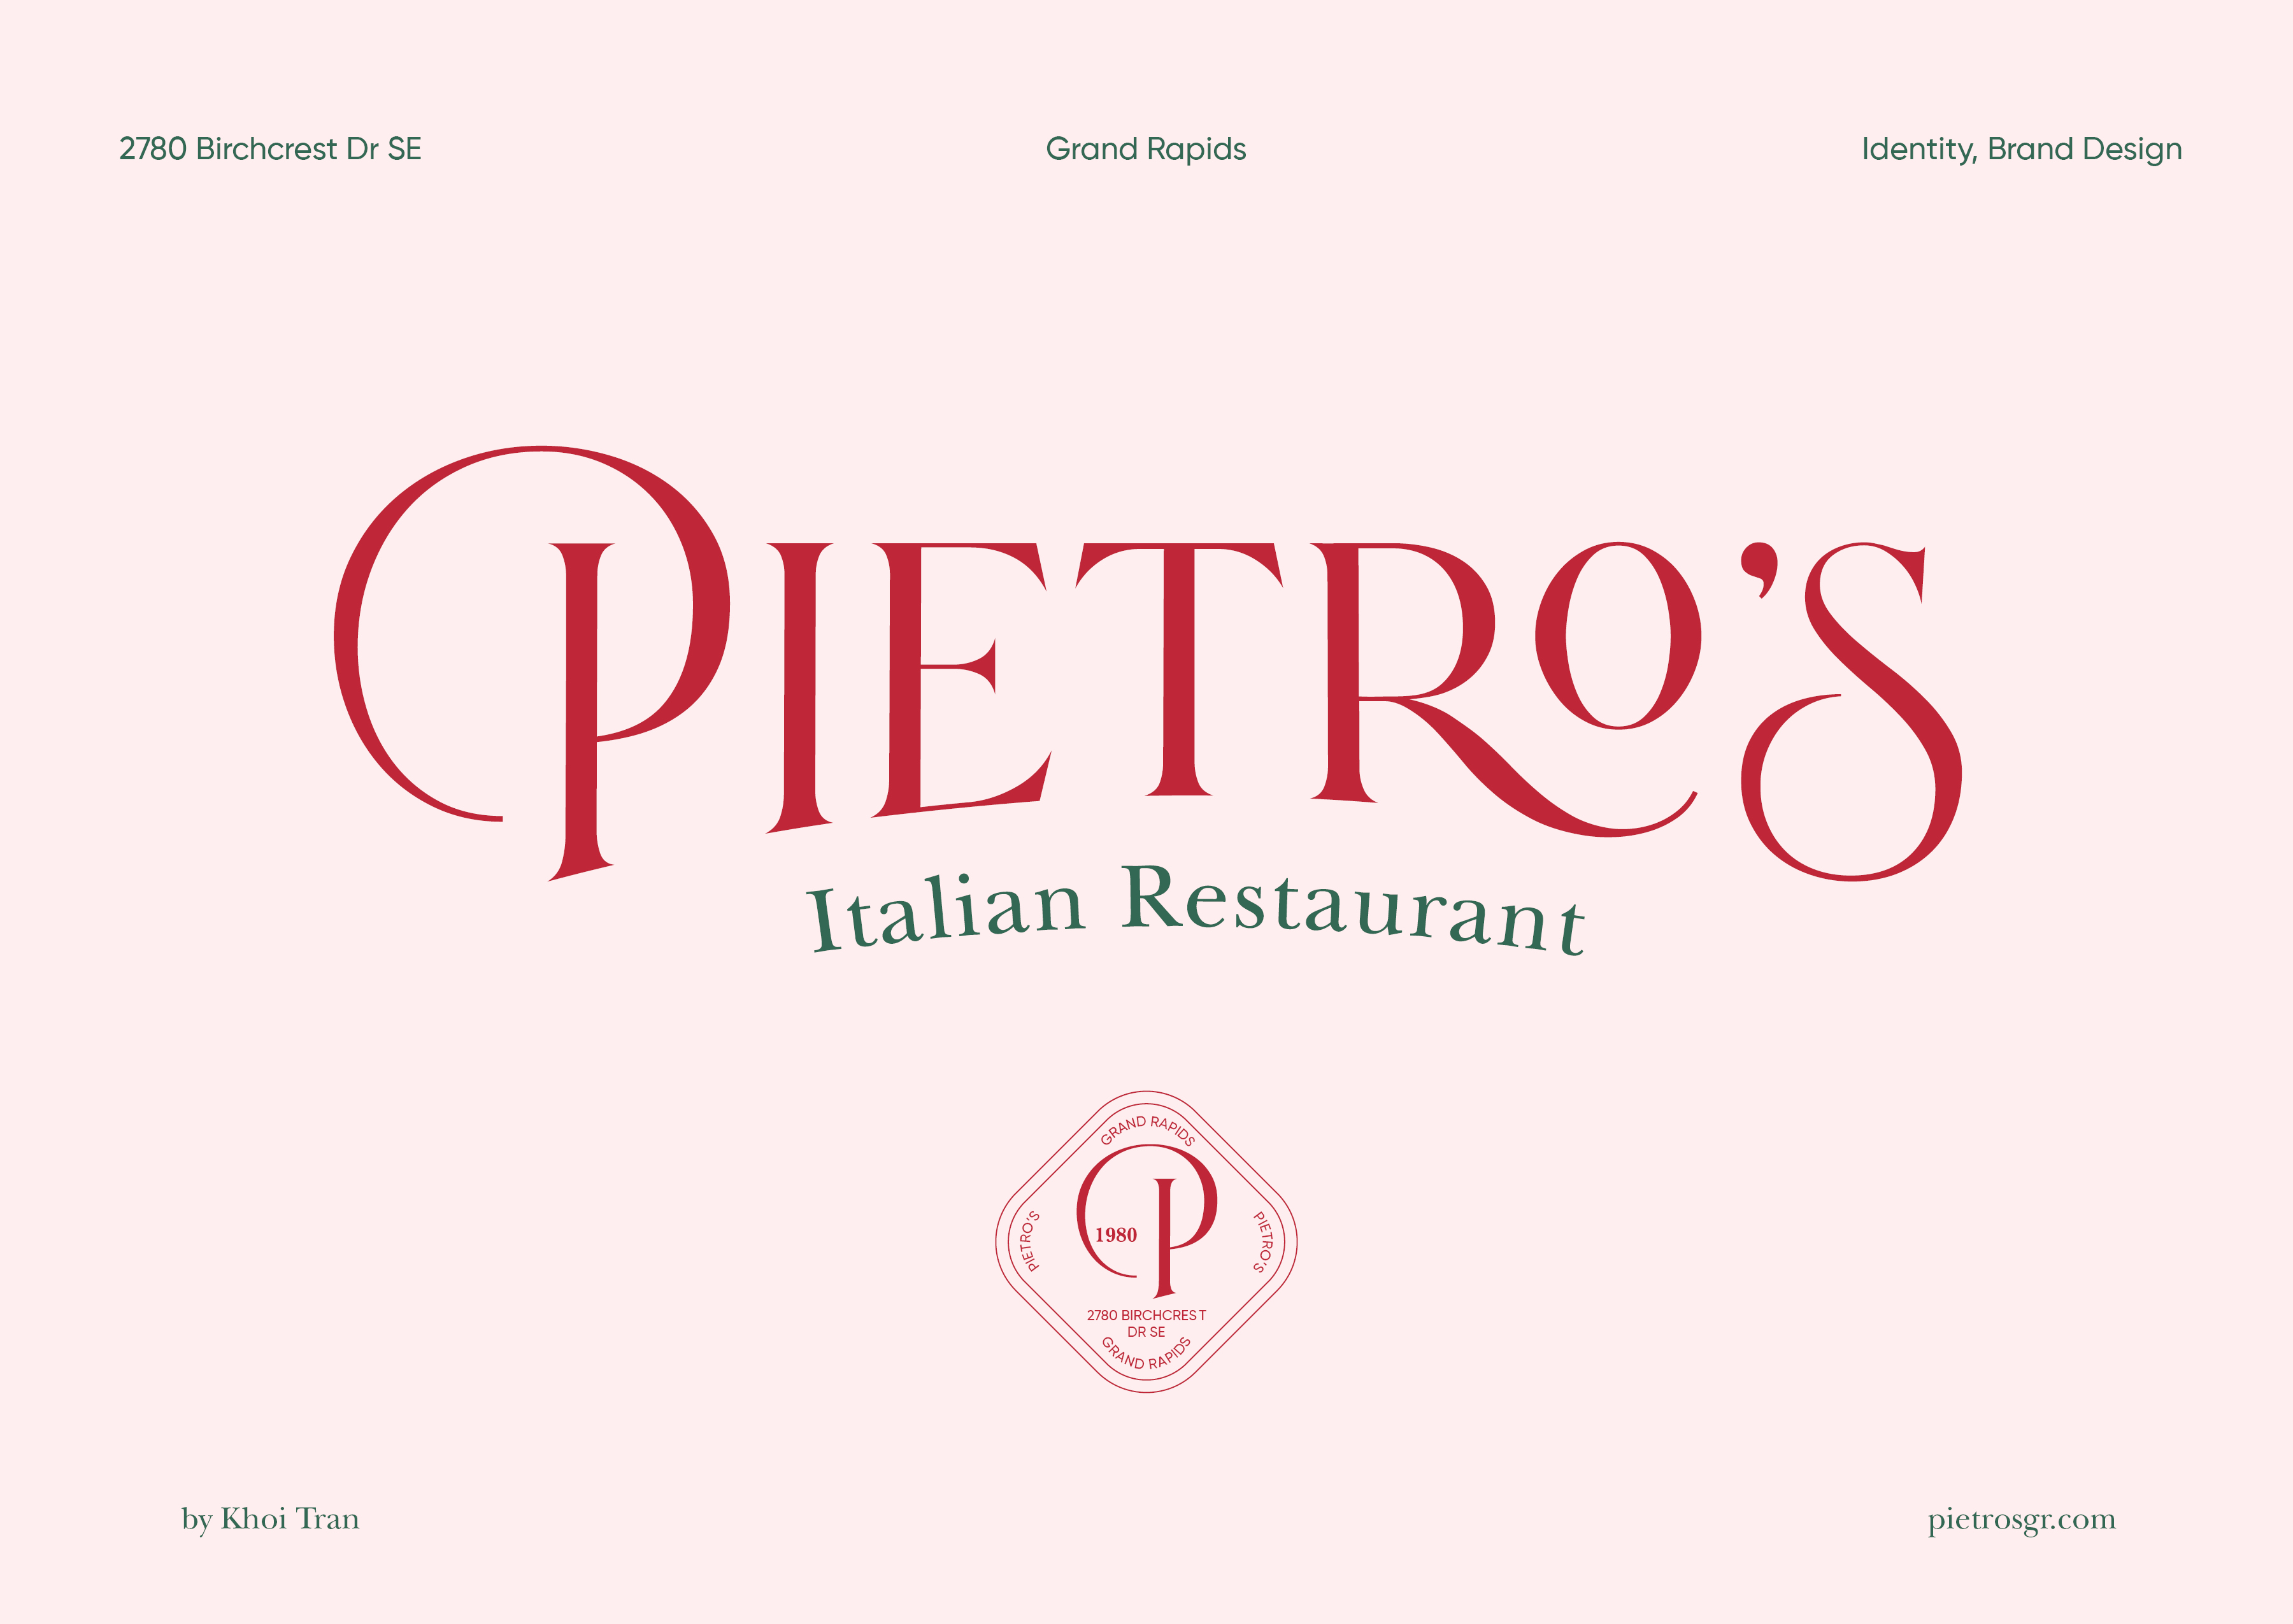 2780 Birchcrest Dr SE
Grand Rapids
Identity, Brand Design
PIETRO’S
Italian Restaurant
GRAND RAPIDS
PIETRO’S
1980
PIETRO’S
2780 BIRCHCREST
DR SE
GRAND RAPIDS
by Khoi Tran
pietrosgr.com